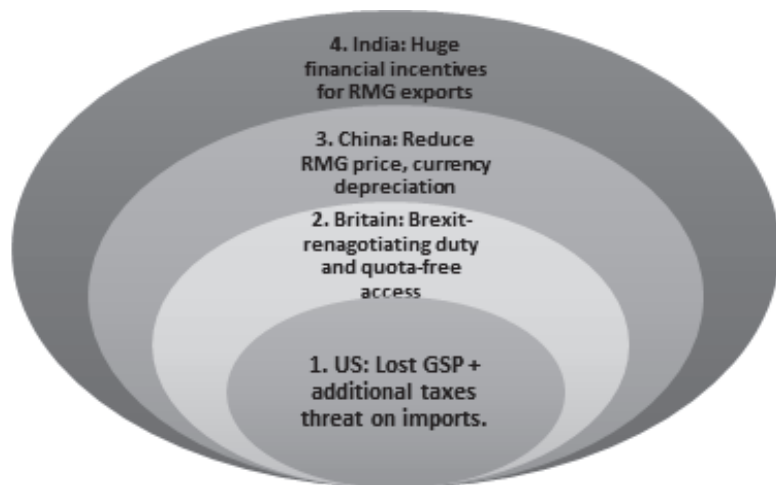 4. India: Huge
financial incentives
for RMG exports
3. China: Reduce
RMG price, currency
depreciation
2. Britain: Brexit-
renagotiating duty
and quota-free
access
1. US: Lost GSP +
additional taxes
threat on imports.